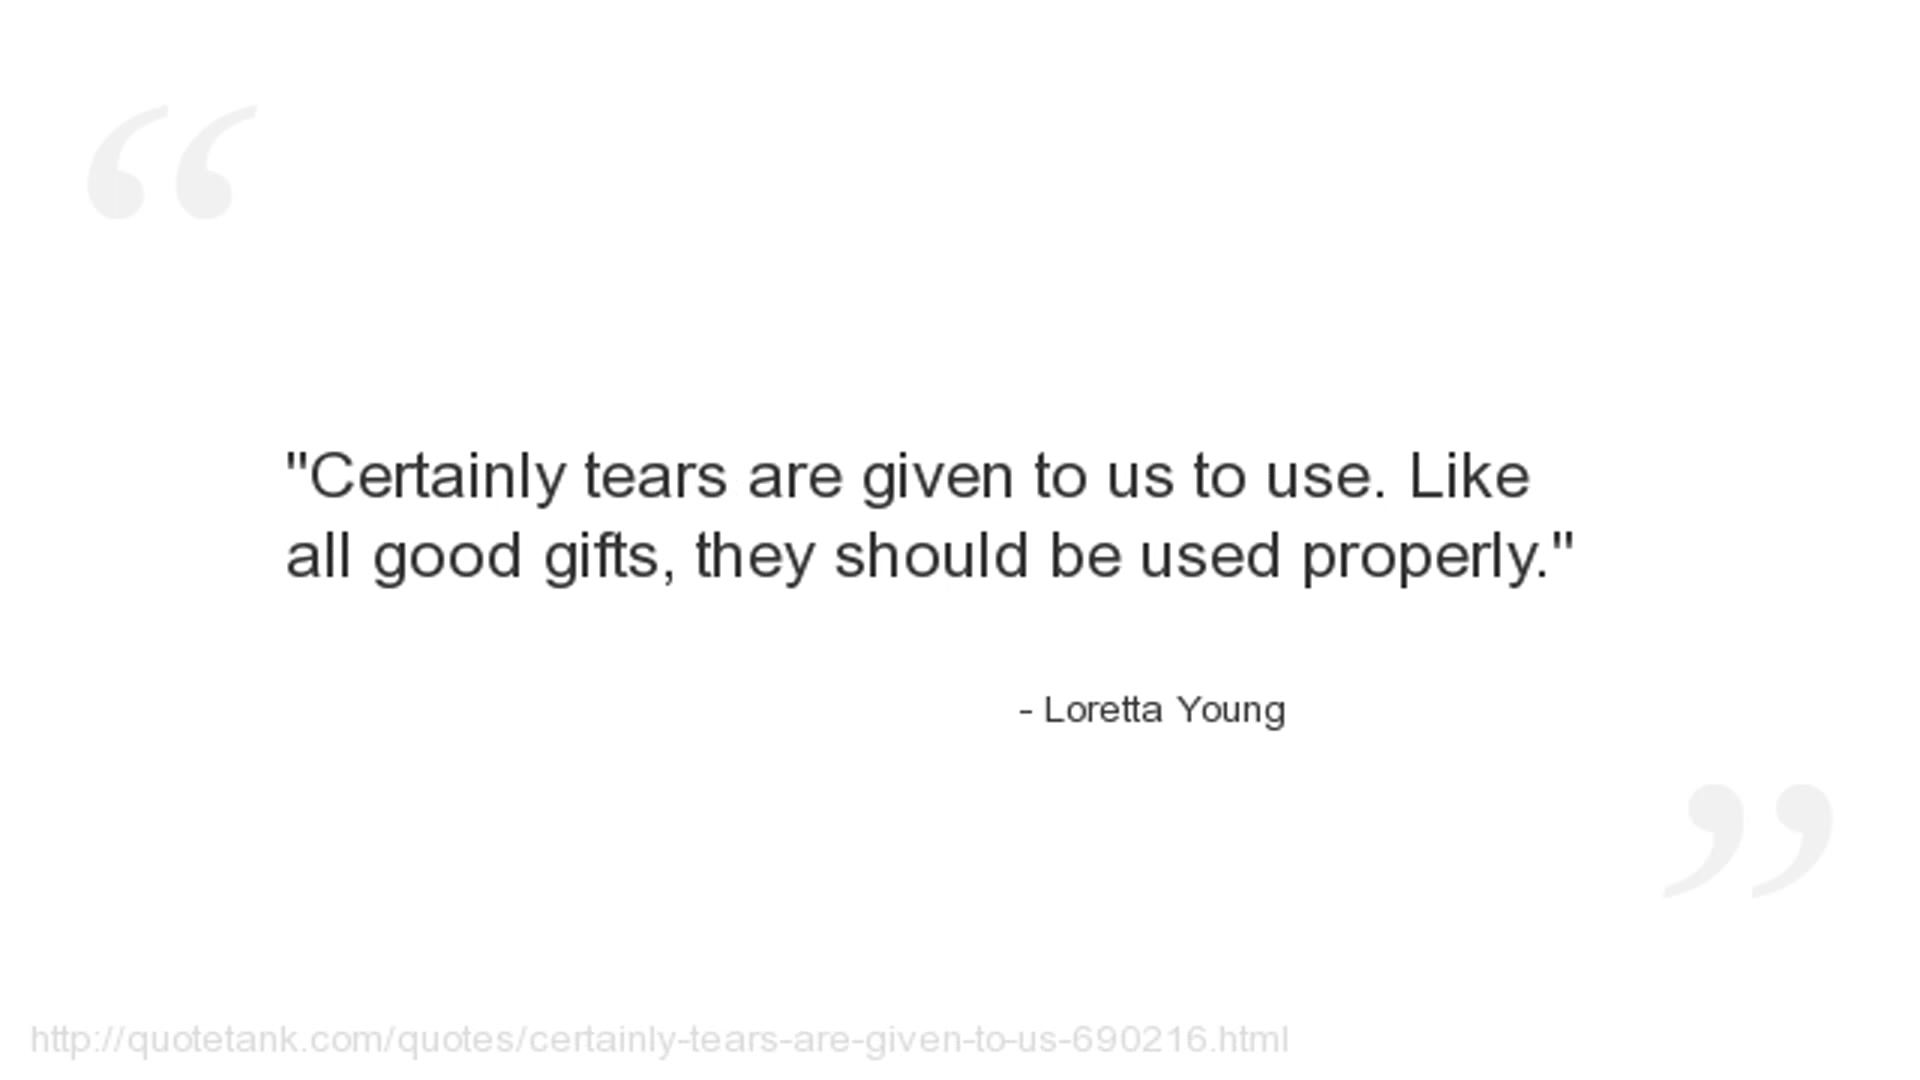 "Certainly tears are given to us to use. Like
all good gifts, they should be used properly."
- Loretta Young
http://quotetank.com/quotes/certainly-tears-are-given-to-us-690216.html